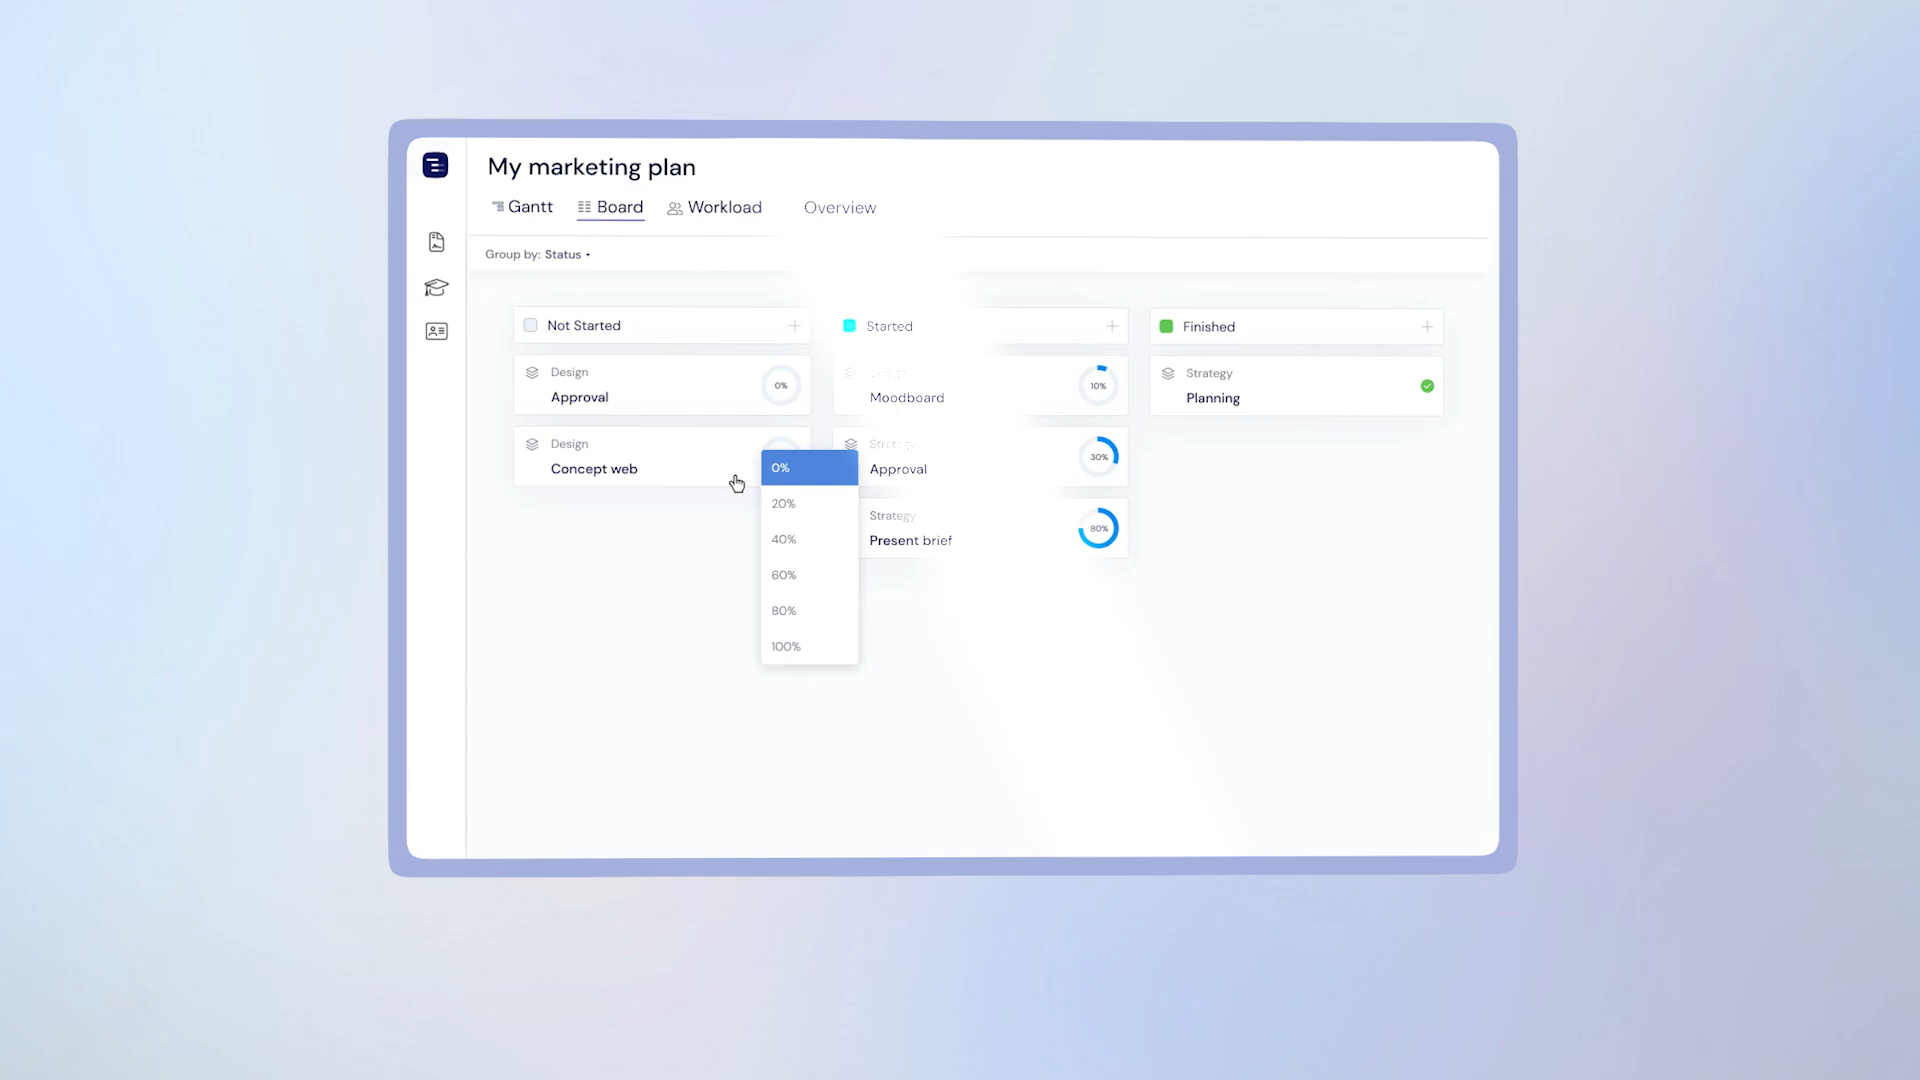 My marketing plan
Gantt Board Workload Overview
Group by: Status
Not Started
Design
Approval
0%
Design
Concept web
0%
20%
40%
60%
80%
100%
Started
Moodboard
10%
Strategy
Approval
30%
Strategy
Present brief
80%
Finished
Strategy
Planning